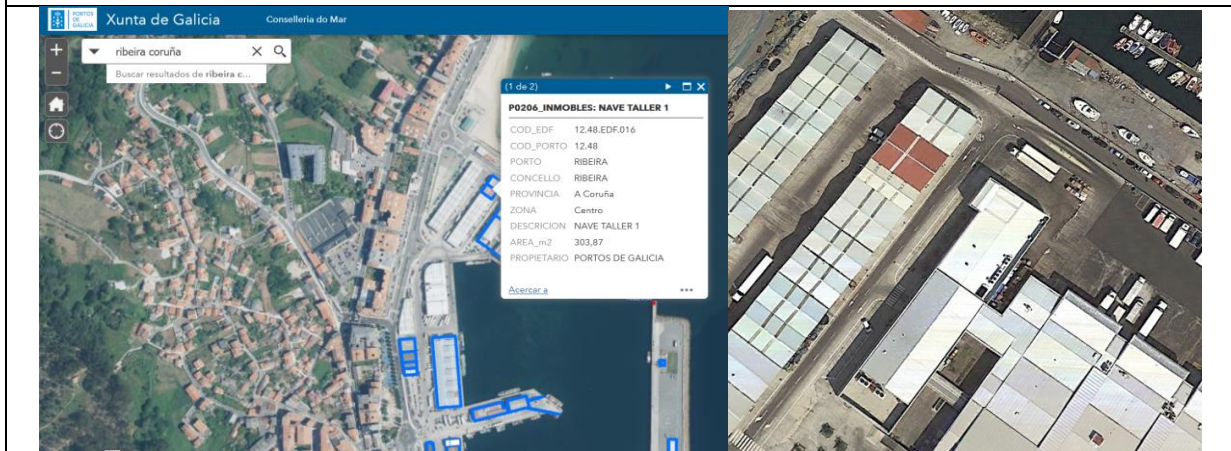 PORTOS DE GALICIA
Xunta de Galicia
Consellería do Mar
+
ribeira coruña
−
Buscar resultados de ribeira c...
(1 de 2)
P0206_INMOBLES: NAVE TALLER 1
COD_EDF 12.48.EDF.016
COD_PORTO 12.48
PORTO RIBEIRA
CONCELLO RIBEIRA
PROVINCIA A Coruña
ZONA Centro
DESCRICION NAVE TALLER 1
AREA_m2 303,87
PROPIETARIO PORTOS DE GALICIA
Acercar a